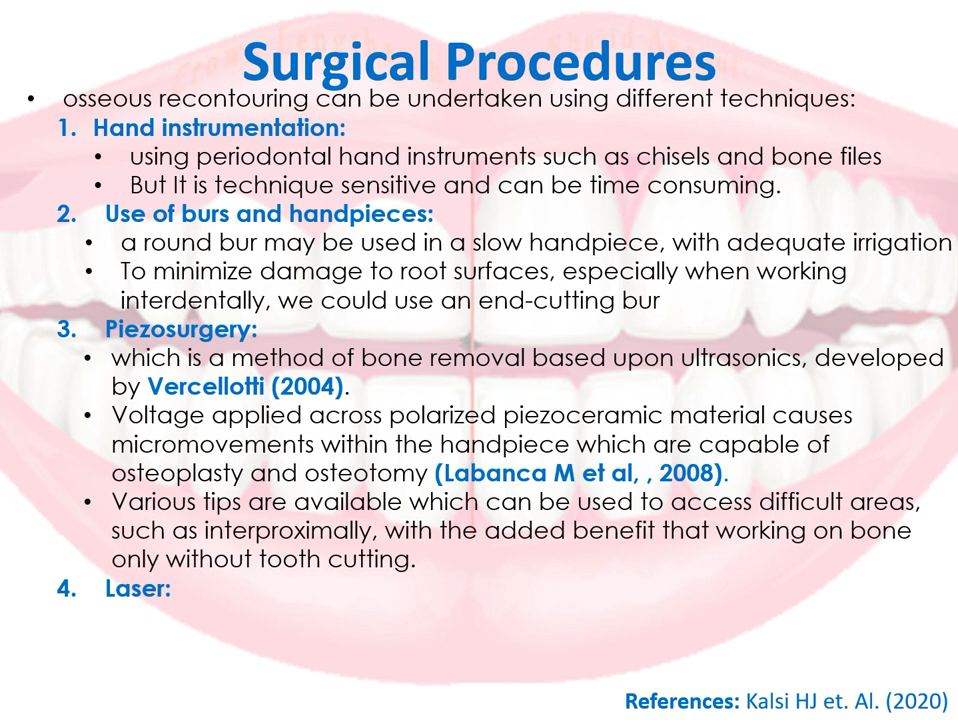 Surgical Procedures
• osseous recontouring can be undertaken using different techniques:
1. Hand instrumentation:
• using periodontal hand instruments such as chisels and bone files
• But It is technique sensitive and can be time consuming.
2. Use of burs and handpieces:
• a round bur may be used in a slow handpiece, with adequate irrigation
• To minimize damage to root surfaces, especially when working
interdentally, we could use an end-cutting bur
3. Piezosurgery:
• which is a method of bone removal based upon ultrasonics, developed
by Vercellotti (2004).
• Voltage applied across polarized piezoceramic material causes
micromovements within the handpiece which are capable of
osteoplasty and osteotomy (Labanca M et al, , 2008).
• Various tips are available which can be used to access difficult areas,
such as interproximally, with the added benefit that working on bone
only without tooth cutting.
4. Laser:
References: Kalsi HJ et. Al. (2020)